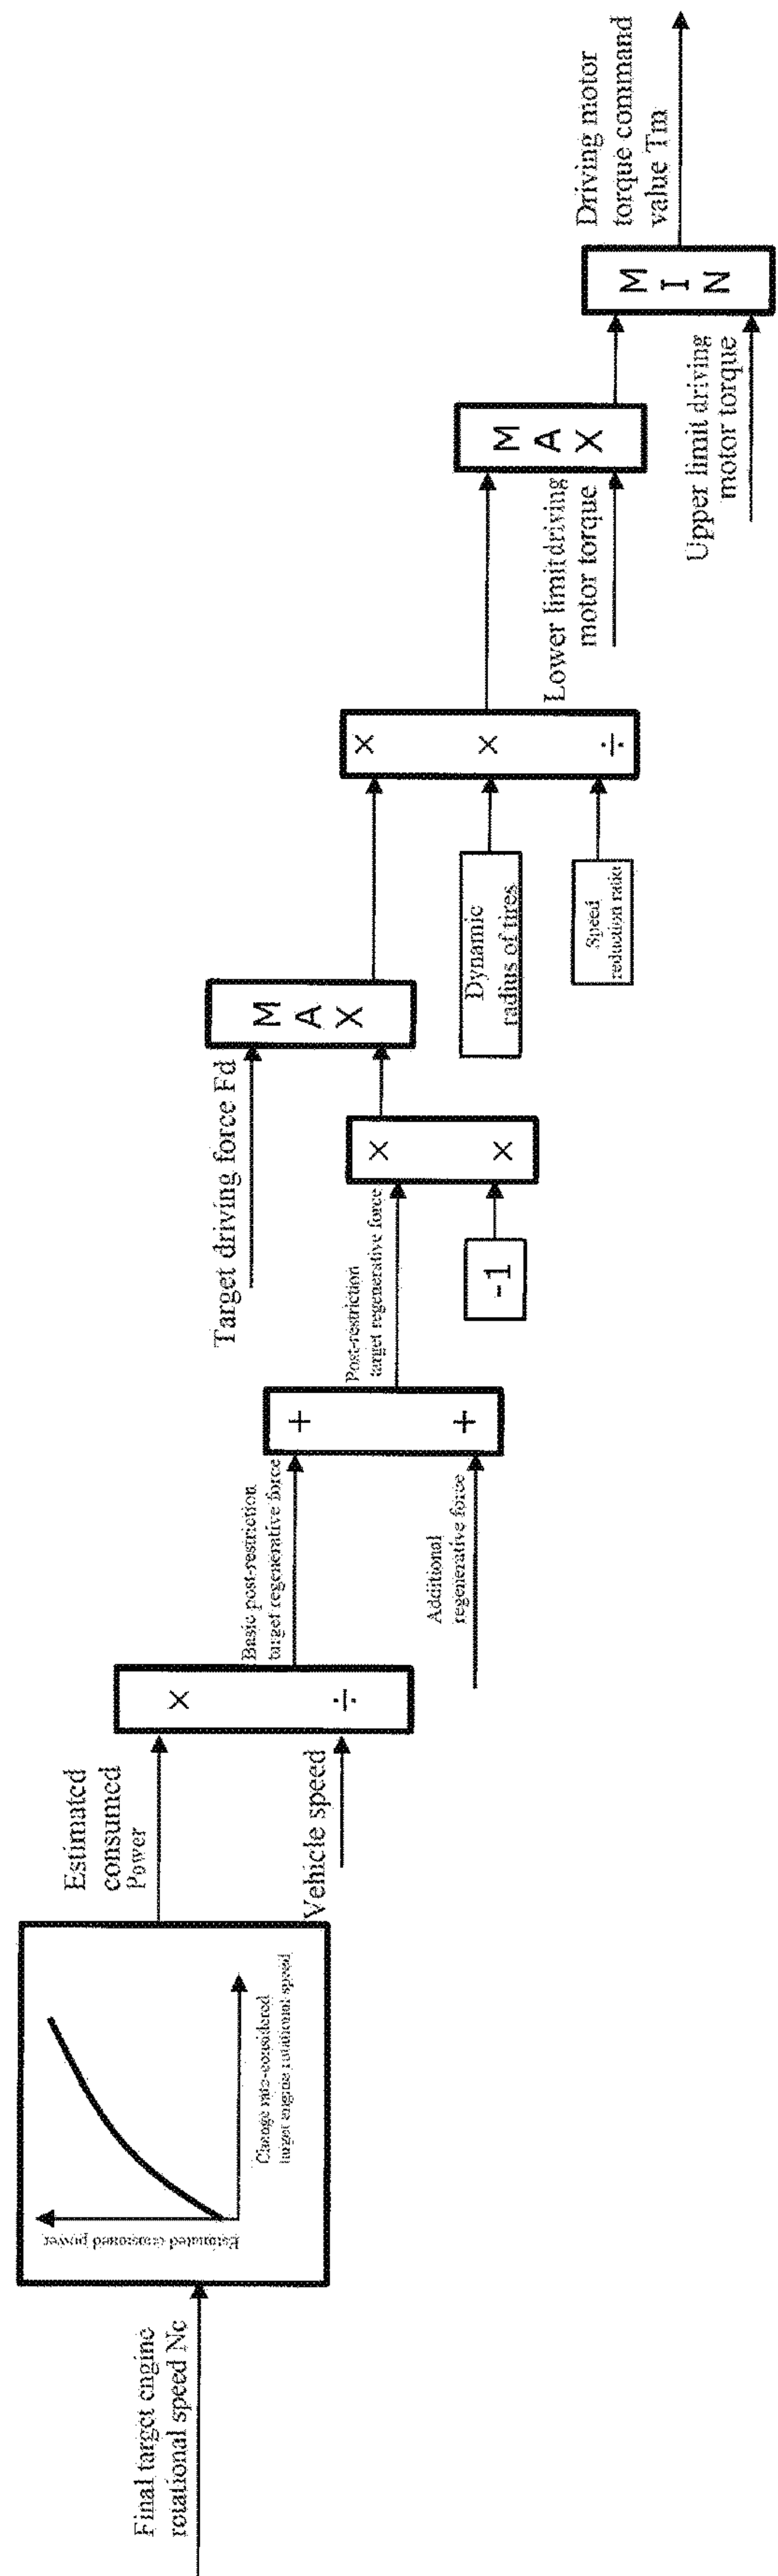 Final target engine
rotational speed Nc
Estimated consumed power
Change rate-considered
target engine rotational speed
Estimated
consumed
Power
Vehicle speed
×
÷
Basic post-restriction
target regenerative force
Additional
regenerative force
+
+
Post-restriction
target regenerative force
-1
×
×
Target driving force Fd
MAX
Dynamic
radius of tires
Speed
reduction ratio
×
×
÷
Lower limit driving
motor torque
MAX
Upper limit driving
motor torque
MIN
Driving motor
torque command
value Tm